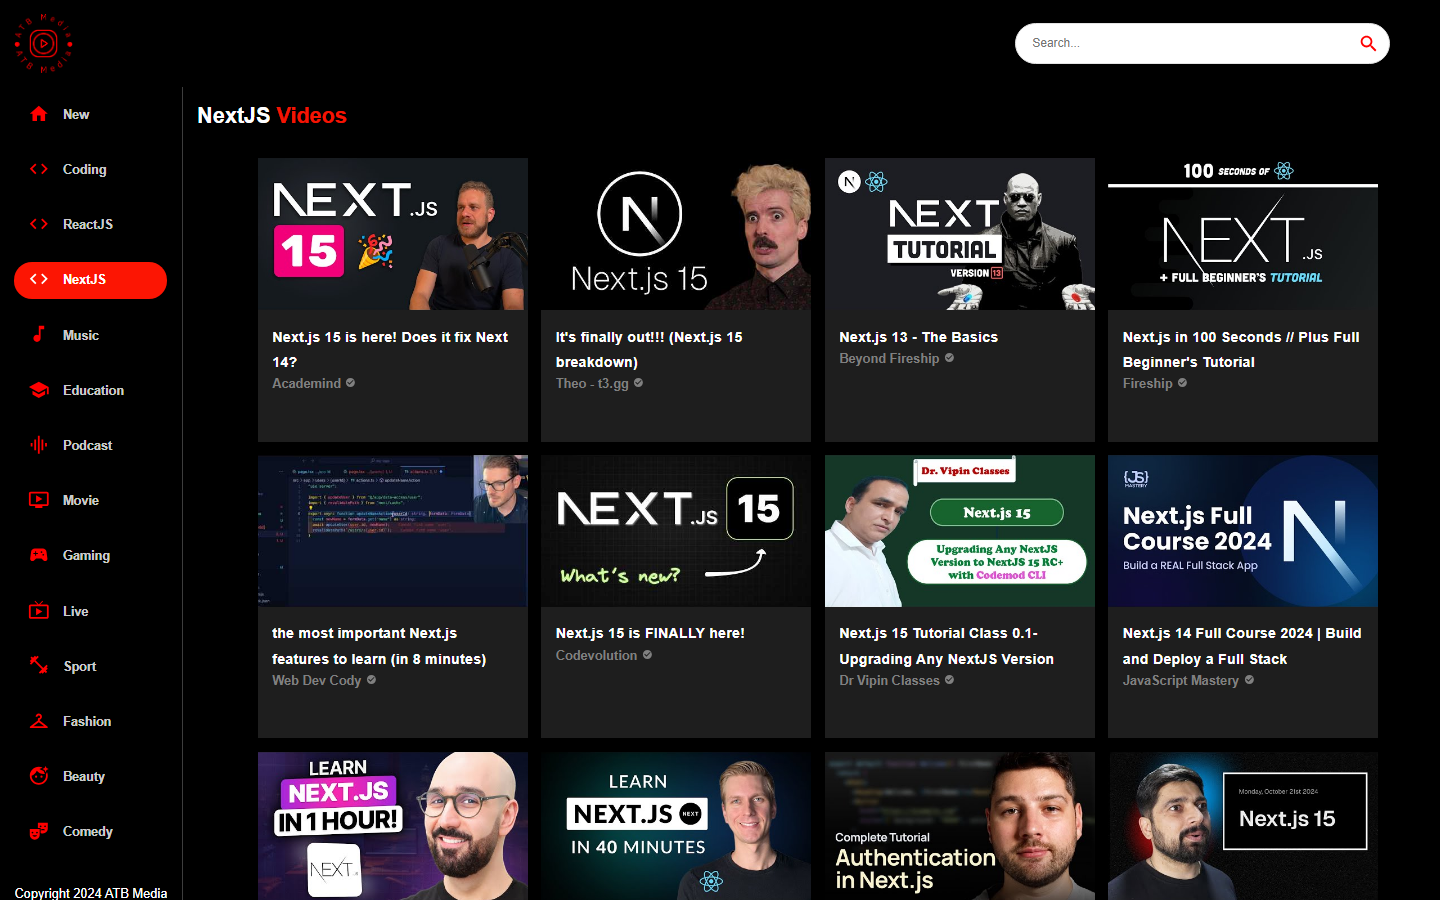 ATB Media
ATB Media
Search...
New
Coding
ReactJS
NextJS
Music
Education
Podcast
Movie
Gaming
Live
Sport
Fashion
Beauty
Comedy
Copyright 2024 ATB Media
NextJS Videos
NEXT.JS
15
Next.js 15 is here! Does it fix Next
14?
Academind
N
Next.js 15
It's finally out!!! (Next.js 15
breakdown)
Theo - t3.gg
N
NEXT
TUTORIAL
VERSION 13
Next.js 13 - The Basics
Beyond Fireship
100 SECONDS OF
NEXT.JS
+ FULL BEGINNER'S TUTORIAL
Next.js in 100 Seconds // Plus Full
Beginner's Tutorial
Fireship
the most important Next.js
features to learn (in 8 minutes)
Web Dev Cody
NEXT.JS 15
What's new?
Next.js 15 is FINALLY here!
Codevolution
Dr. Vipin Classes
Next.js 15
Upgrading Any NextJS
Version to NextJS 15 RC+
with Codemod CLI
Next.js 15 Tutorial Class 0.1-
Upgrading Any NextJS Version
Dr Vipin Classes
{JS}
MASTERY
Next.js Full
Course 2024
Build a REAL Full Stack App
N
Next.js 14 Full Course 2024 | Build
and Deploy a Full Stack
JavaScript Mastery
LEARN
NEXT.JS
IN 1 HOUR!
NEXT.JS
LEARN
NEXT.JS NEXT
IN 40 MINUTES
Complete Tutorial
Authentication
in Next.js
Monday, October 21st 2024
Next.js 15